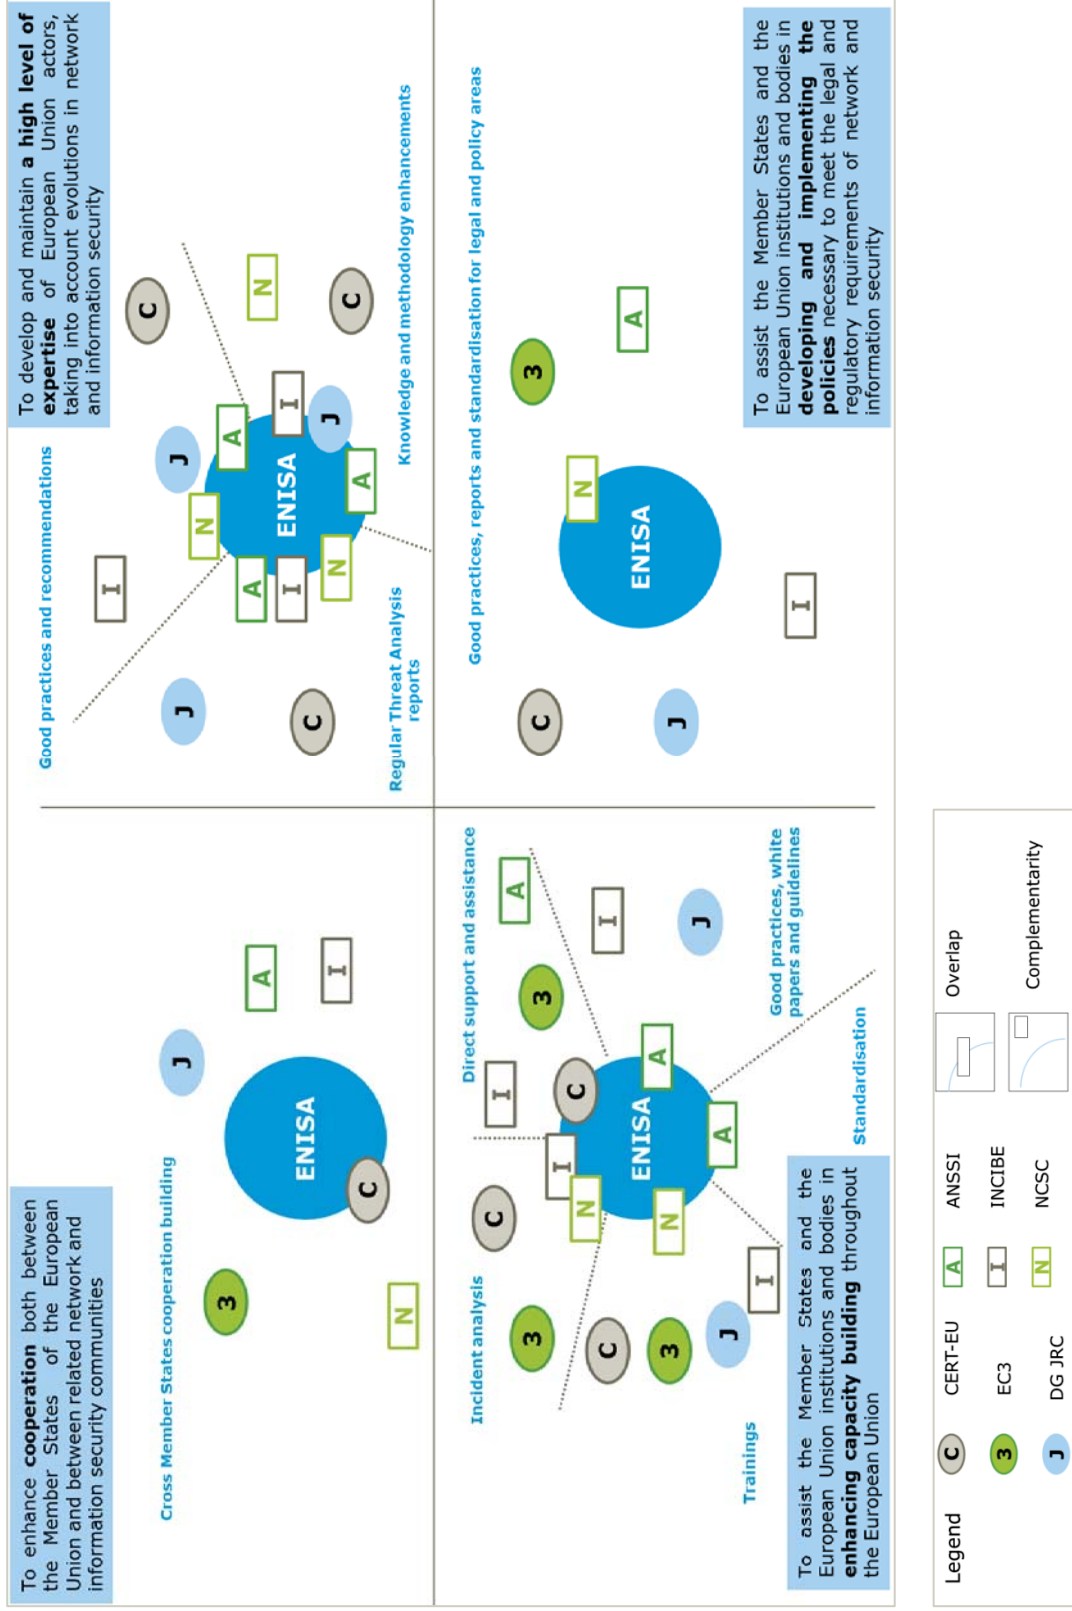 To enhance cooperation both between
the Member States of the European
Union and between related network and
information security communities
Cross Member States cooperation building
J
3
A
ENISA
I
C
N
To develop and maintain a high level of
expertise of European Union actors,
taking into account evolutions in network
and information security
Good practices and recommendations
I
C
J
J
N
A
A
N
ENISA
I
I
C
J
C
N
A
Regular Threat Analysis
reports
Knowledge and methodology enhancements
Direct support and assistance
Incident analysis
C
I
A
3
3
I
C
N
C
I
ENISA
A
3
N
J
A
J
I
Trainings
Good practices, white
papers and guidelines
Standardisation
To assist the Member States and the
European Union institutions and bodies in
enhancing capacity building throughout
the European Union
Good practices, reports and standardisation for legal and policy areas
3
C
N
A
ENISA
J
I
To assist the Member States and the
European Union institutions and bodies in
developing and implementing the
policies necessary to meet the legal and
regulatory requirements of network and
information security
Legend
C CERT-EU A ANSSI Overlap
3 EC3 I INCIBE
J DG JRC N NCSC Complementarity